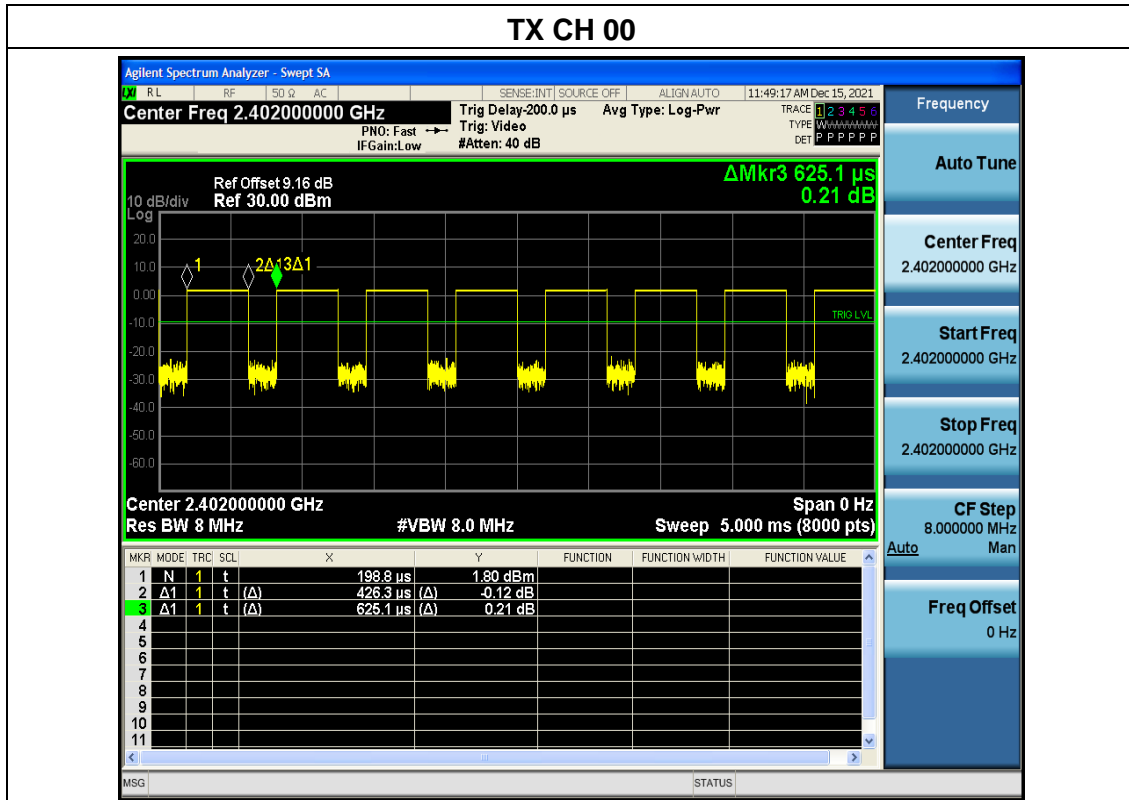 TX CH 00
Agilent Spectrum Analyzer - Swept SA
LXI RL RF 50 Ω AC SENSE:INT SOURCE OFF ALIGN AUTO 11:49:17 AM Dec 15, 2021
Center Freq 2.402000000 GHz
PNO: Fast
IFGain:Low
Trig Delay-200.0 µs
Trig: Video
#Atten: 40 dB
Avg Type: Log-Pwr
TRACE 1 2 3 4 5 6
TYPE WWWWWW
DET P P P P P P
Ref Offset 9.16 dB
10 dB/div Ref 30.00 dBm
Log
ΔMkr3 625.1 µs
0.21 dB
20.0
10.0
0.00
-10.0
-20.0
-30.0
-40.0
-50.0
-60.0
1
2Δ1 3Δ1
TRIG LVL
Center 2.402000000 GHz Span 0 Hz
Res BW 8 MHz #VBW 8.0 MHz Sweep 5.000 ms (8000 pts)
MKR MODE TRC SCL X Y FUNCTION FUNCTION WIDTH FUNCTION VALUE
1 N 1 t 198.8 µs 1.80 dBm
2 Δ1 1 t (Δ) 426.3 µs (Δ) -0.12 dB
3 Δ1 1 t (Δ) 625.1 µs (Δ) 0.21 dB
4
5
6
7
8
9
10
11
MSG STATUS
Frequency
Auto Tune
Center Freq
2.402000000 GHz
Start Freq
2.402000000 GHz
Stop Freq
2.402000000 GHz
CF Step
8.000000 MHz
Auto Man
Freq Offset
0 Hz